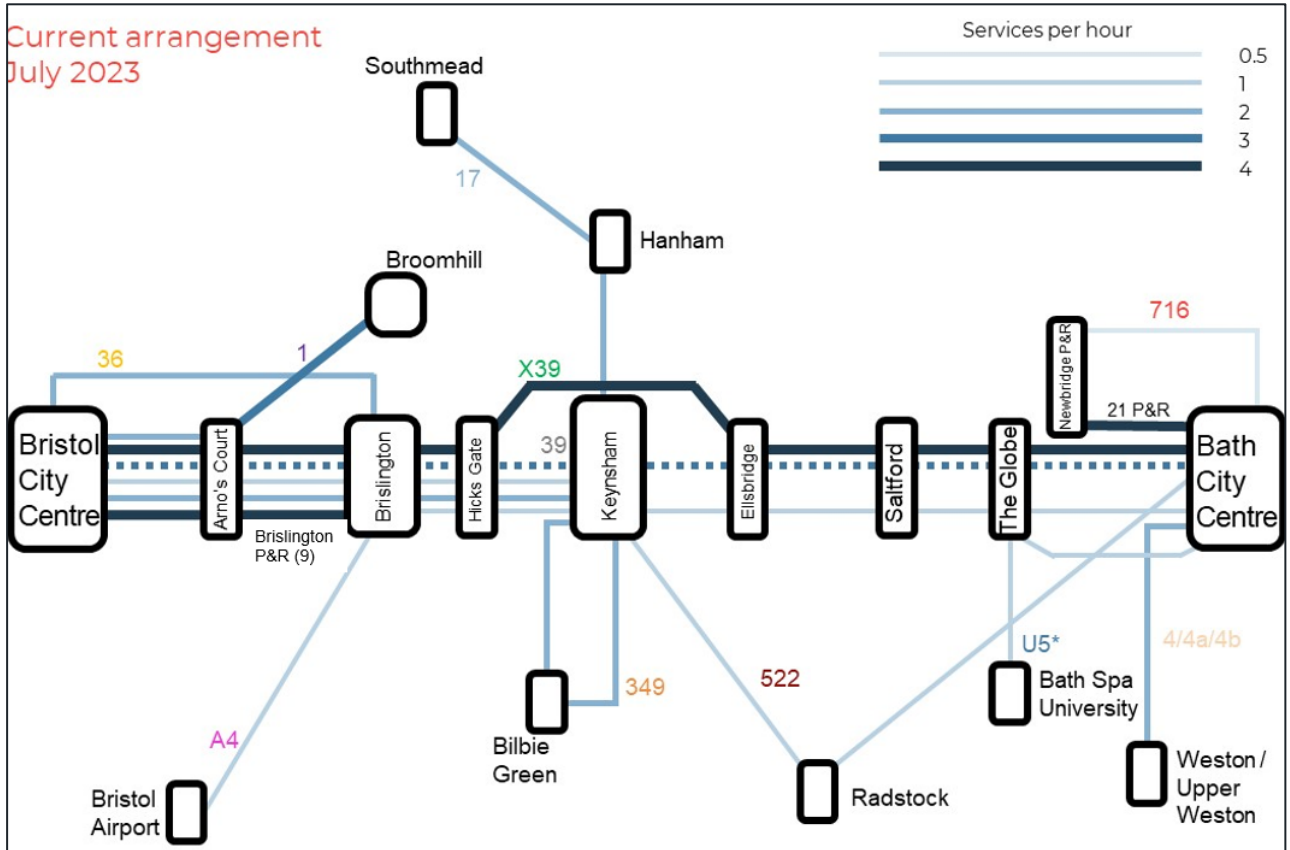 Current arrangement
July 2023
Services per hour
0.5
1
2
3
4
Southmead
17
Hanham
Broomhill
716
36
1
X39
Newbridge P&R
21 P&R
Bristol
City
Centre
Arno's Court
Brislington
Hicks Gate
39
Keynsham
Ellsbridge
Saltford
The Globe
Bath
City
Centre
Brislington
P&R (9)
U5*
4/4a/4b
349
522
Bath Spa
University
A4
Bilbie
Green
Bristol
Airport
Radstock
Weston /
Upper
Weston